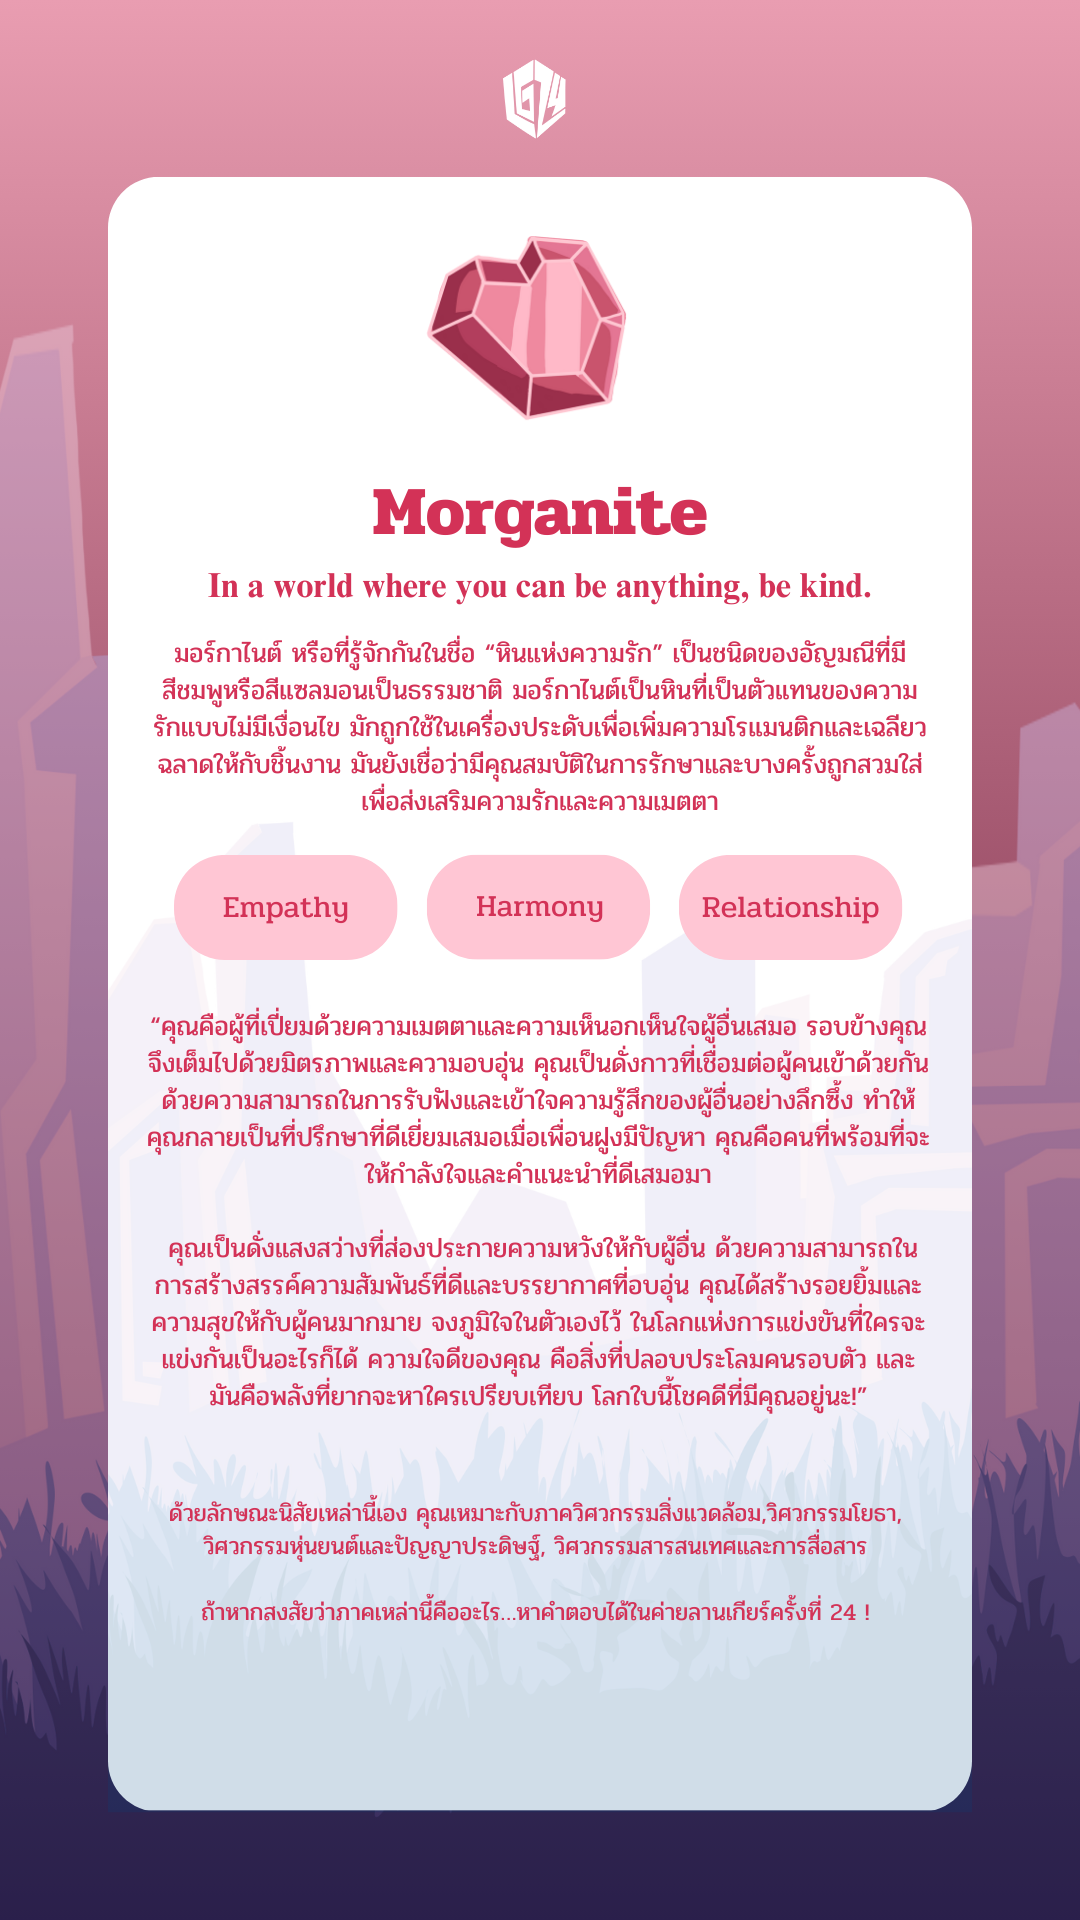 G24
Morganite
In a world where you can be anything, be kind.
มอร์กาไนต์ หรือที่รู้จักกันในชื่อ “หินแห่งความรัก” เป็นชนิดของอัญมณีที่มี
สีชมพูหรือสีแซลมอนเป็นธรรมชาติ มอร์กาไนต์เป็นหินที่เป็นตัวแทนของความ
รักแบบไม่มีเงื่อนไข มักถูกใช้ในเครื่องประดับเพื่อเพิ่มความโรแมนติกและเฉลียว
ฉลาดให้กับชิ้นงาน มันยังเชื่อว่ามีคุณสมบัติในการรักษาและบางครั้งถูกสวมใส่
เพื่อส่งเสริมความรักและความเมตตา
Empathy
Harmony
Relationship
“คุณคือผู้ที่เปี่ยมด้วยความเมตตาและความเห็นอกเห็นใจผู้อื่นเสมอ รอบข้างคุณ
จึงเต็มไปด้วยมิตรภาพและความอบอุ่น คุณเป็นดั่งกาวที่เชื่อมต่อผู้คนเข้าด้วยกัน
ด้วยความสามารถในการรับฟังและเข้าใจความรู้สึกของผู้อื่นอย่างลึกซึ้ง ทำให้
คุณกลายเป็นที่ปรึกษาที่ดีเยี่ยมเสมอเมื่อเพื่อนฝูงมีปัญหา คุณคือคนที่พร้อมที่จะ
ให้กำลังใจและคำแนะนำที่ดีเสมอมา
คุณเป็นดั่งแสงสว่างที่ส่องประกายความหวังให้กับผู้อื่น ด้วยความสามารถใน
การสร้างสรรค์ความสัมพันธ์ที่ดีและบรรยากาศที่อบอุ่น คุณได้สร้างรอยยิ้มและ
ความสุขให้กับผู้คนมากมาย จงภูมิใจในตัวเองไว้ ในโลกแห่งการแข่งขันที่ใครจะ
แข่งกันเป็นอะไรก็ได้ ความใจดีของคุณ คือสิ่งที่ปลอบประโลมคนรอบตัว และ
มันคือพลังที่ยากจะหาใครเปรียบเทียบ โลกใบนี้โชคดีที่มีคุณอยู่นะ!”
ด้วยลักษณะนิสัยเหล่านี้เอง คุณเหมาะกับภาควิศวกรรมสิ่งแวดล้อม,วิศวกรรมโยธา,
วิศวกรรมหุ่นยนต์และปัญญาประดิษฐ์, วิศวกรรมสารสนเทศและการสื่อสาร
ถ้าหากสงสัยว่าภาคเหล่านี้คืออะไร...หาคำตอบได้ในค่ายลานเกียร์ครั้งที่ 24 !